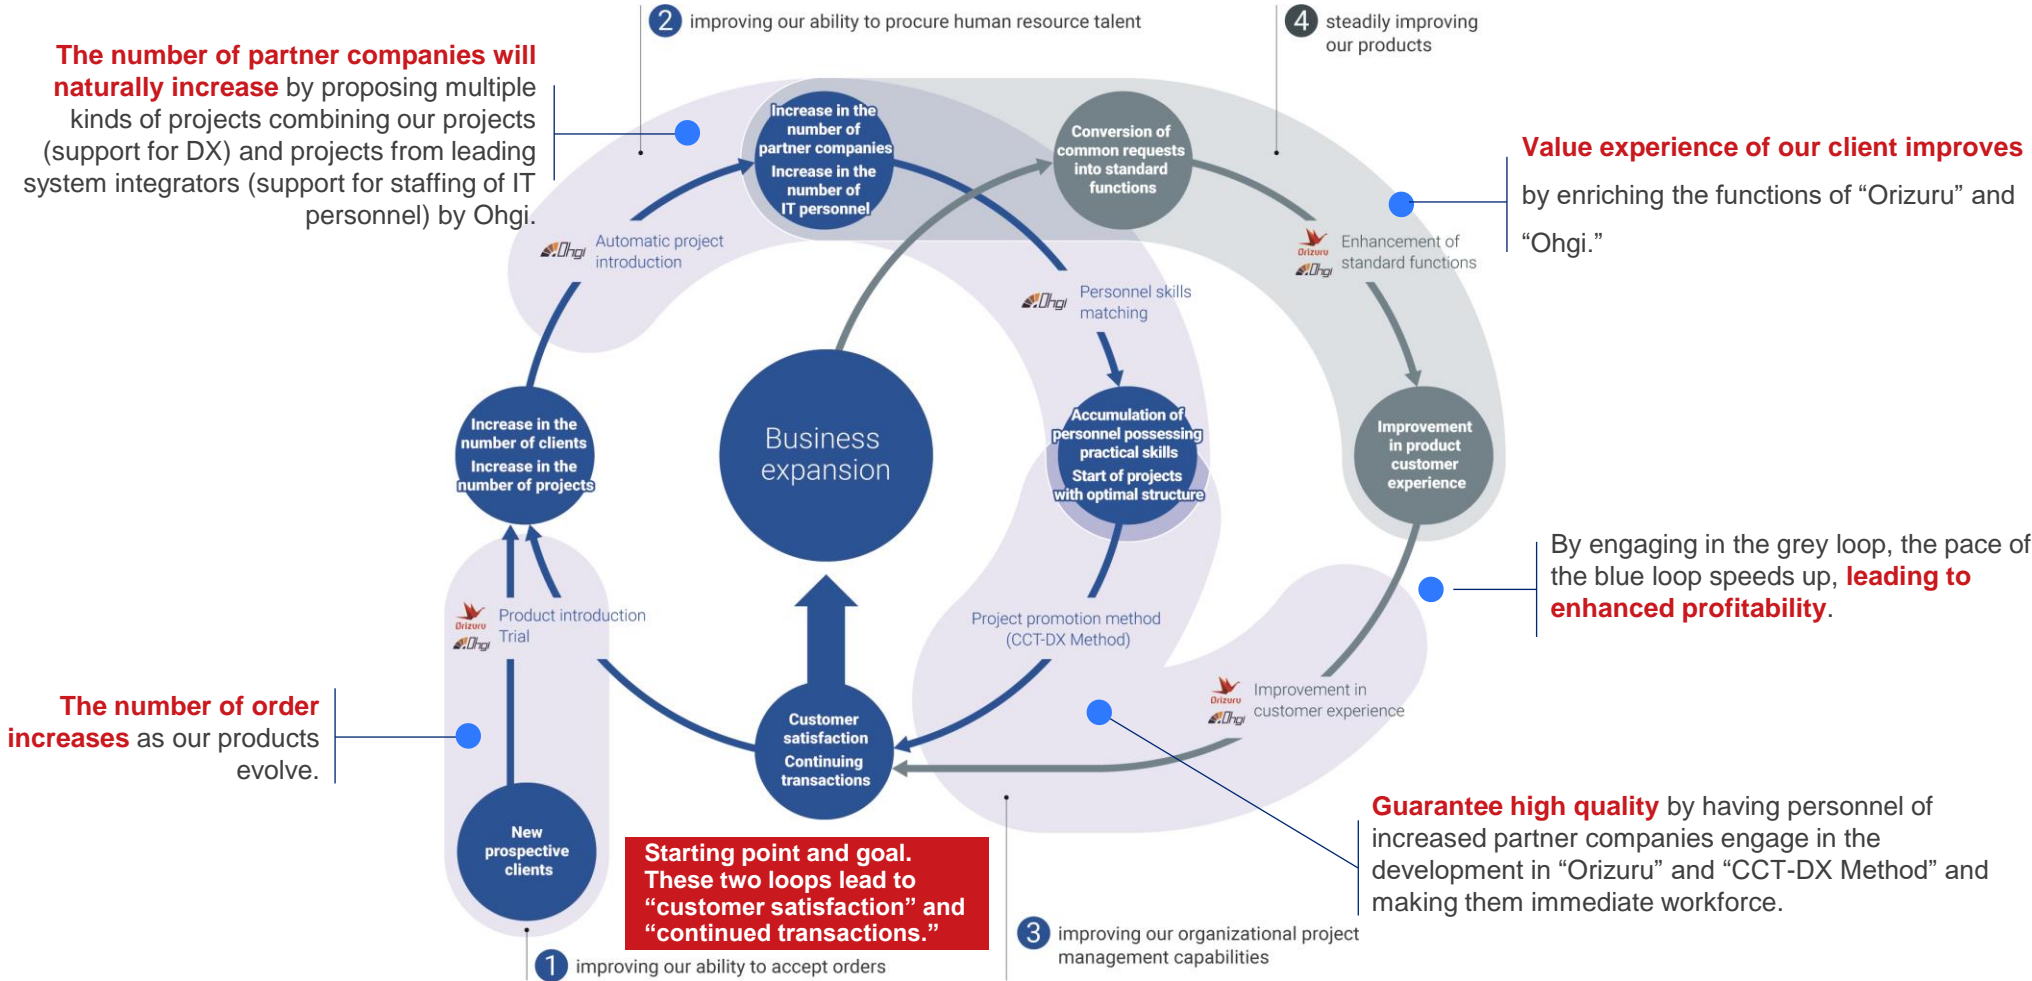 2 improving our ability to procure human resource talent
4 steadily improving
our products
The number of partner companies will
naturally increase by proposing multiple
kinds of projects combining our projects
(support for DX) and projects from leading
system integrators (support for staffing of IT
personnel) by Ohgi.
Increase in the
number of
partner companies
Increase in the
number of
IT personnel
Conversion of
common requests
into standard
functions
Value experience of our client improves
by enriching the functions of “Orizuru” and
“Ohgi.”
Ohgi
Automatic project
introduction
Orizuru
Ohgi
Enhancement of
standard functions
Ohgi
Personnel skills
matching
Increase in the
number of clients
Increase in the
number of projects
Business
expansion
Accumulation of
personnel possessing
practical skills
Start of projects
with optimal structure
Improvement
in product
customer
experience
By engaging in the grey loop, the pace of
the blue loop speeds up, leading to
enhanced profitability.
Orizuru
Ohgi
Product introduction
Trial
Project promotion method
(CCT-DX Method)
Orizuru
Ohgi
Improvement in
customer experience
The number of order
increases as our products
evolve.
Customer
satisfaction
Continuing
transactions
New
prospective
clients
Starting point and goal.
These two loops lead to
“customer satisfaction” and
“continued transactions.”
Guarantee high quality by having personnel of
increased partner companies engage in the
development in “Orizuru” and “CCT-DX Method” and
making them immediate workforce.
3 improving our organizational project
management capabilities
1 improving our ability to accept orders